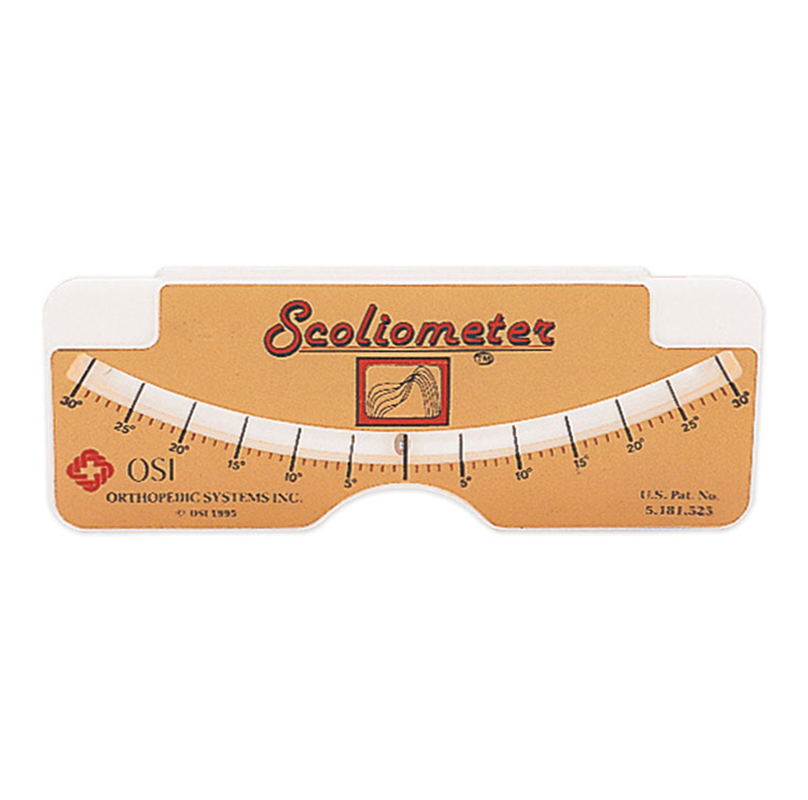 Scoliometer
TM
30° 25° 20° 15° 10° 5° 5° 10° 15° 20° 25° 30°
OSI
ORTHOPEDIC SYSTEMS INC.
© OSI 1995
U.S. Pat. No.
5.181.525